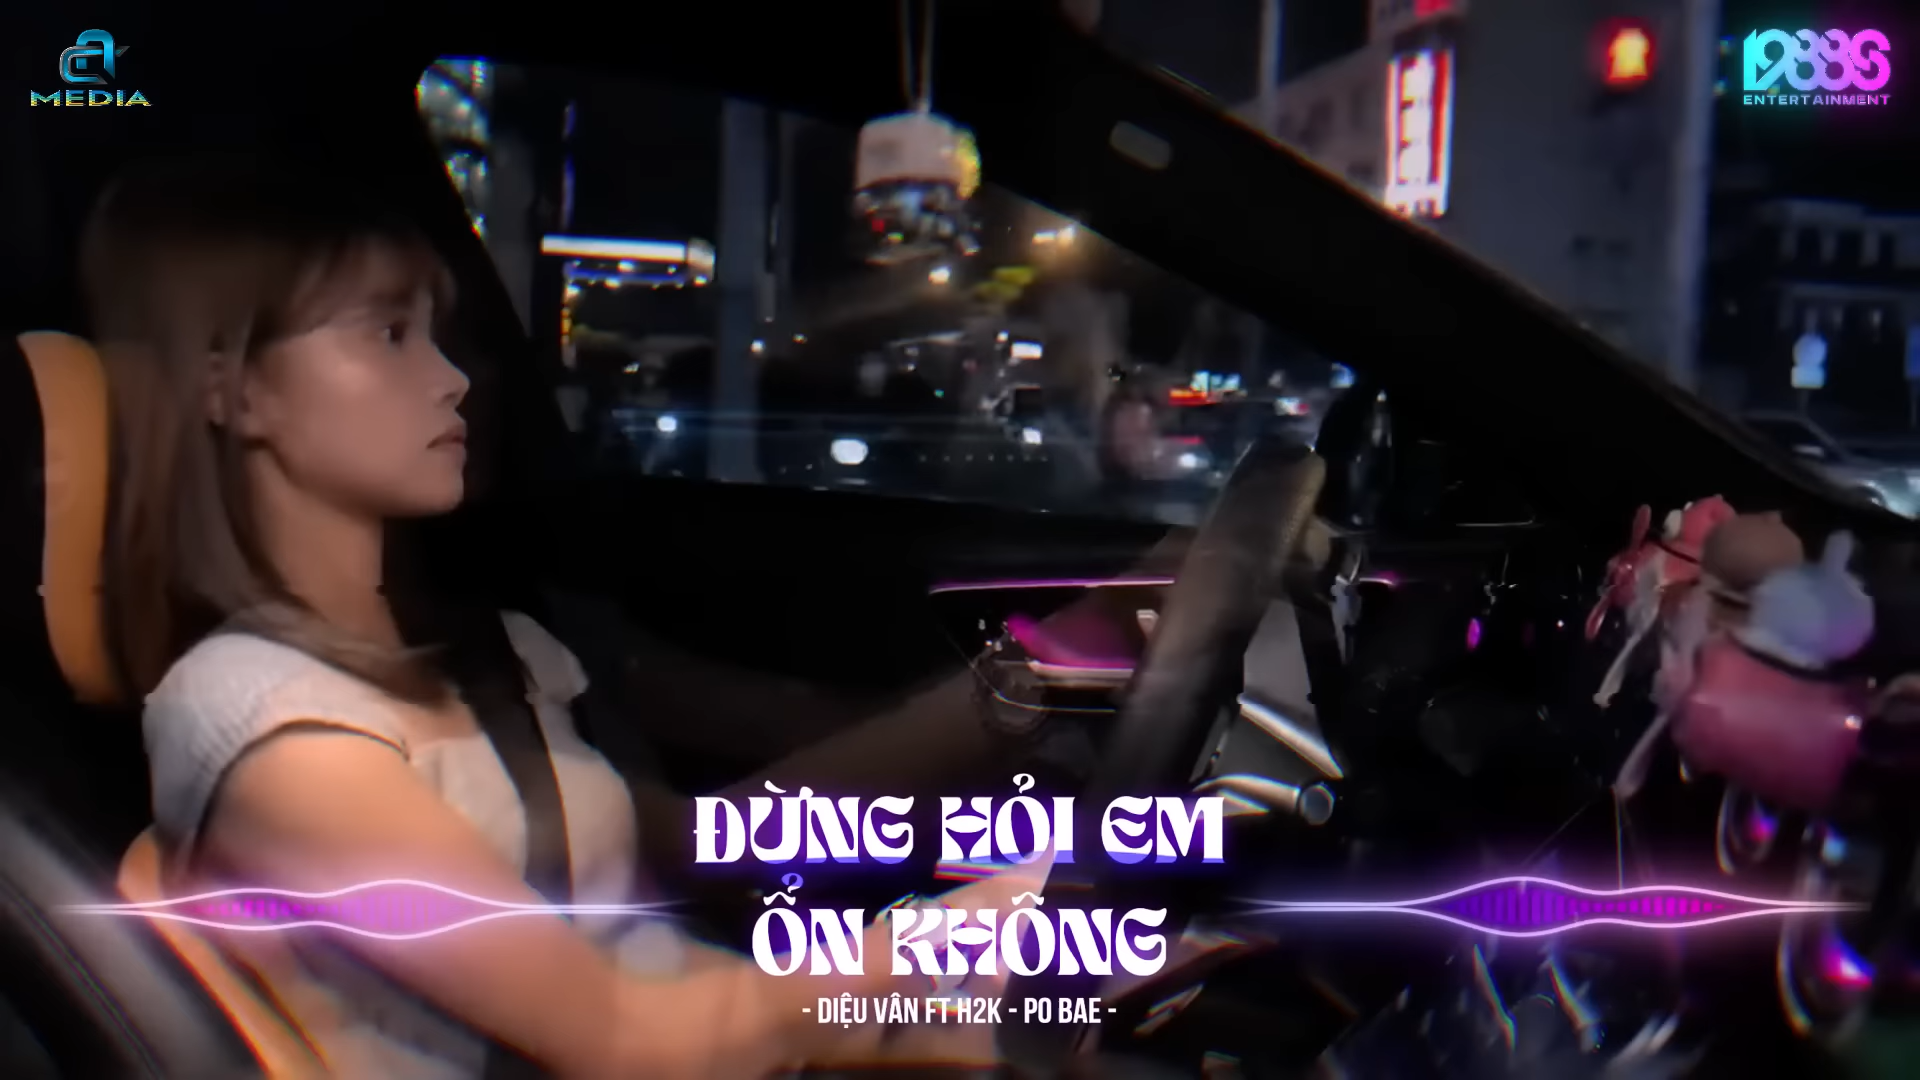 MEDIA
1988S
ENTERTAINMENT
ĐỪNG HỎI EM
ỔN KHÔNG
- DIỆU VÂN FT H2K - PO BAE -